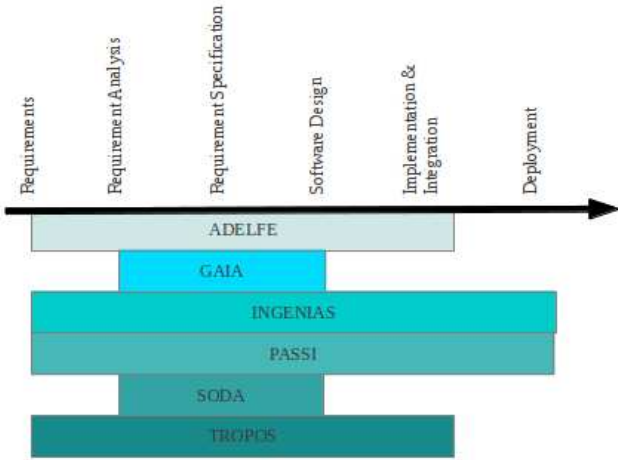 Requirements
Requirement Analysis
Requirement Specification
Software Design
Implementation &
Integration
Deployment
ADELFE
GAIA
INGENIAS
PASSI
SODA
TROPOS